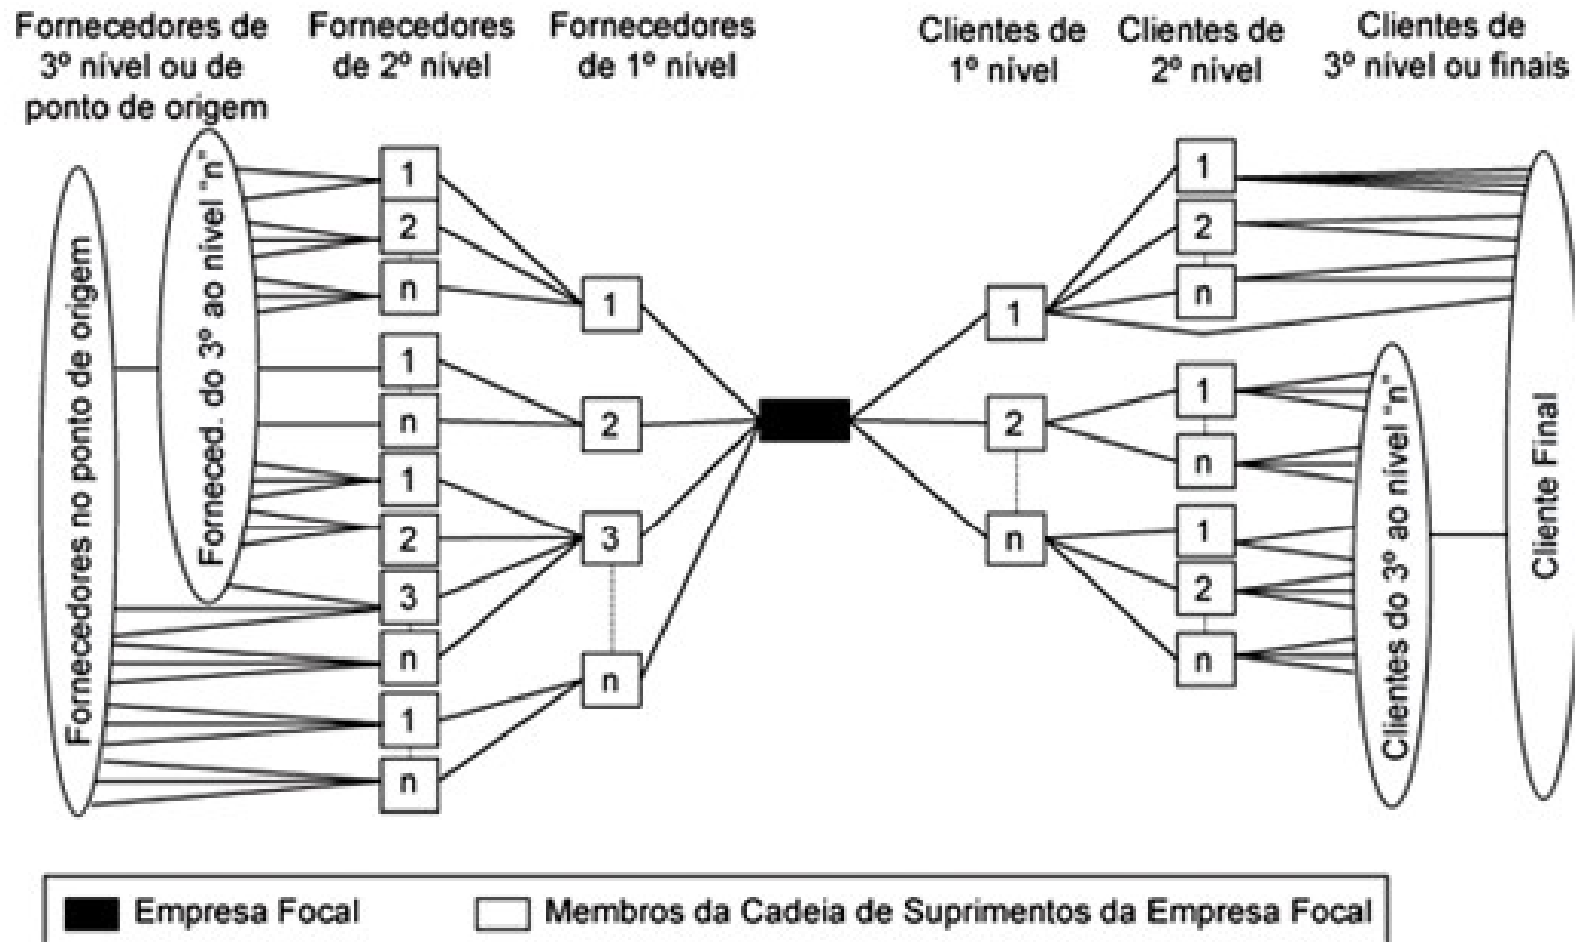 Fornecedores de
3º nível ou de
ponto de origem
Fornecedores
de 2º nível
Fornecedores
de 1º nível
Clientes de
1º nível
Clientes de
2º nível
Clientes de
3º nível ou finais
Fornecedores no ponto de origem
Forneced. do 3º ao nível "n"
1
2
n
1
n
1
2
3
n
1
n
1
2
3
n
1
2
n
1
2
n
1
n
1
2
n
Clientes do 3º ao nível "n"
Cliente Final
Empresa Focal
Membros da Cadeia de Suprimentos da Empresa Focal